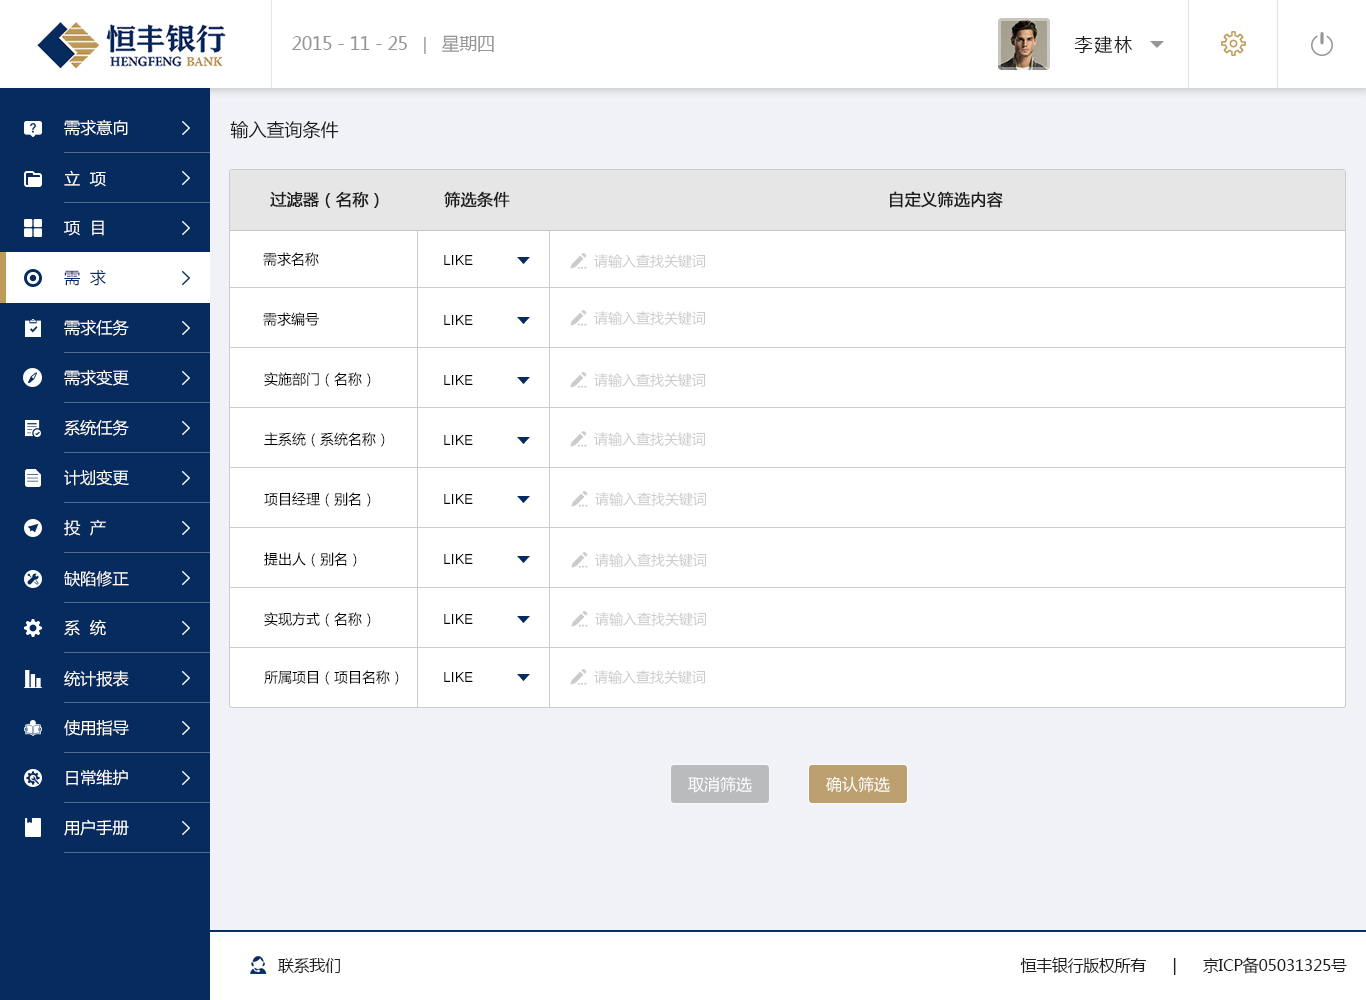 恒丰银行
HENGFENG BANK
2015 - 11 - 25 | 星期四
李建林
需求意向
立 项
项 目
需 求
需求任务
需求变更
系统任务
计划变更
投 产
缺陷修正
系 统
统计报表
使用指导
日常维护
用户手册
输入查询条件
过滤器（名称） 筛选条件 自定义筛选内容
需求名称 LIKE 请输入查找关键词
需求编号 LIKE 请输入查找关键词
实施部门（名称） LIKE 请输入查找关键词
主系统（系统名称） LIKE 请输入查找关键词
项目经理（别名） LIKE 请输入查找关键词
提出人（别名） LIKE 请输入查找关键词
实现方式（名称） LIKE 请输入查找关键词
所属项目（项目名称） LIKE 请输入查找关键词
取消筛选 确认筛选
联系我们 恒丰银行版权所有 | 京ICP备05031325号